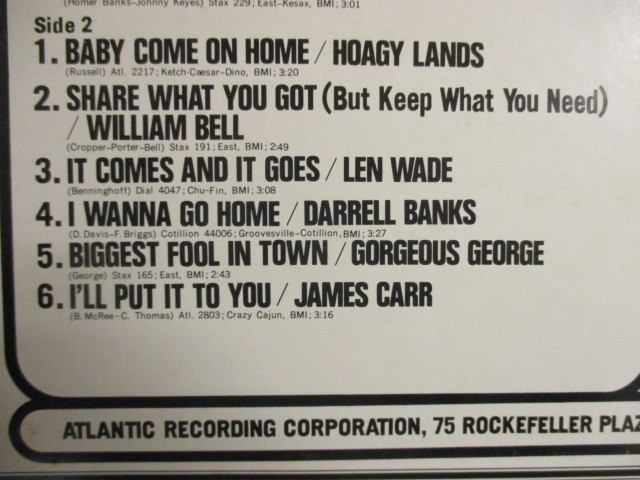 (Homer Banks-Johnny Keyes) Stax 229; East-Kesax, BMI; 3:01
Side 2
1. BABY COME ON HOME / HOAGY LANDS
(Russell) Atl. 2217; Ketch-Caesar-Dino, BMI; 3:20
2. SHARE WHAT YOU GOT (But Keep What You Need)
/ WILLIAM BELL
(Cropper-Porter-Bell) Stax 191; East, BMI; 2:49
3. IT COMES AND IT GOES / LEN WADE
(Benninghoff) Dial 4047; Chu-Fin, BMI; 3:08
4. I WANNA GO HOME / DARRELL BANKS
(D. Davis-F. Briggs) Cotillion 44006; Groovesville-Cotillion, BMI; 3:27
5. BIGGEST FOOL IN TOWN / GORGEOUS GEORGE
(George) Stax 165; East, BMI; 2:43
6. I'LL PUT IT TO YOU / JAMES CARR
(B. McRee-C. Thomas) Atl. 2803; Crazy Cajun, BMI; 3:16
ATLANTIC RECORDING CORPORATION, 75 ROCKEFELLER PLAZ